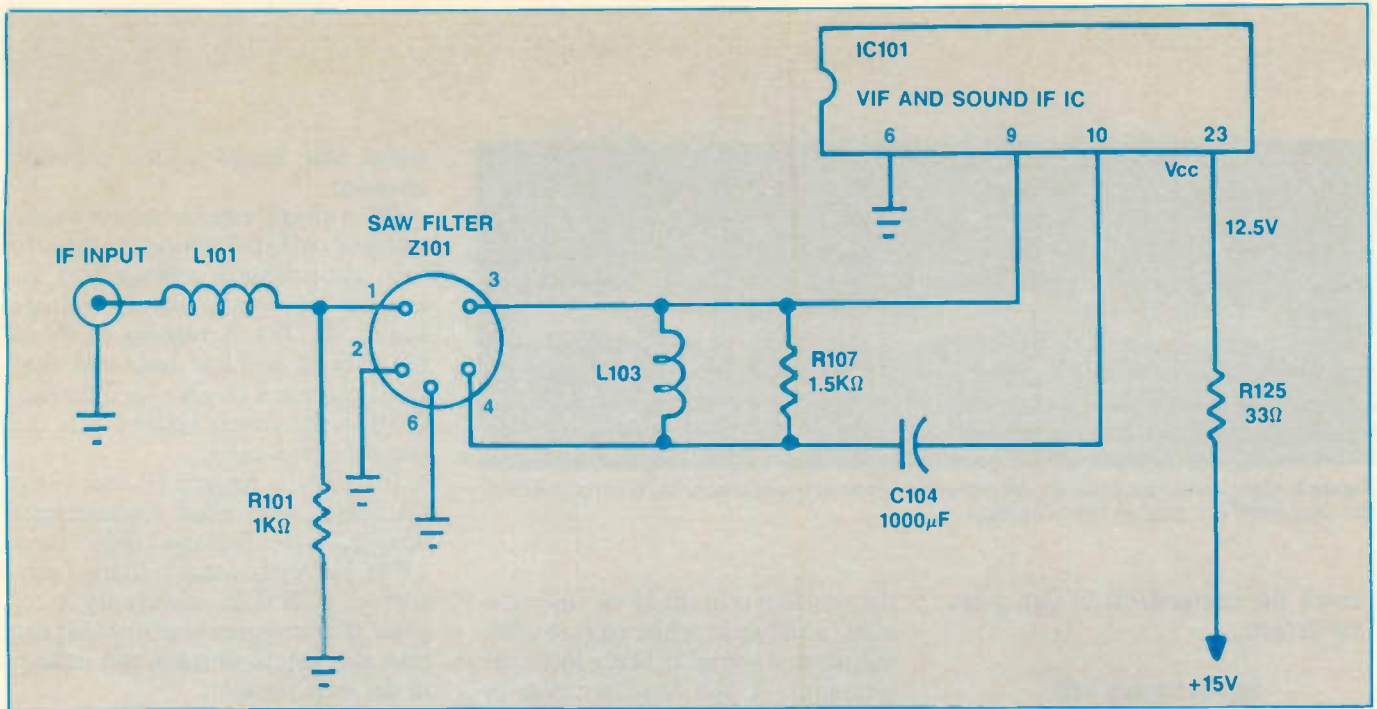 IC101
VIF AND SOUND IF IC
6 9 10 23
Vcc
12.5V
SAW FILTER
Z101
IF INPUT
L101
1
3
2
6
4
L103
R107
1.5KΩ
R125
33Ω
R101
1KΩ
C104
1000μF
+15V